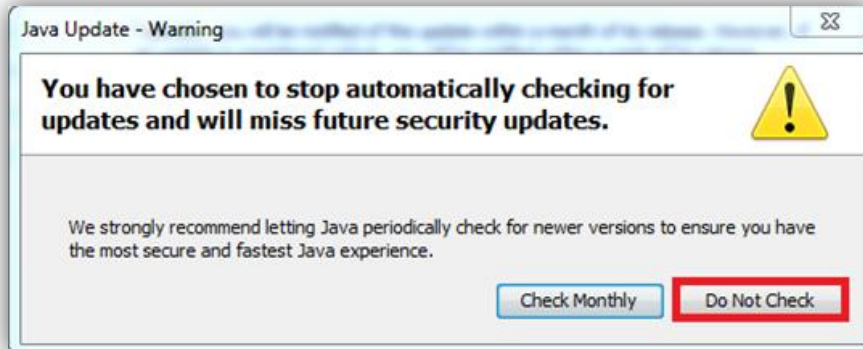 Java Update - Warning
You have chosen to stop automatically checking for
updates and will miss future security updates.
We strongly recommend letting Java periodically check for newer versions to ensure you have
the most secure and fastest Java experience.
Check Monthly Do Not Check